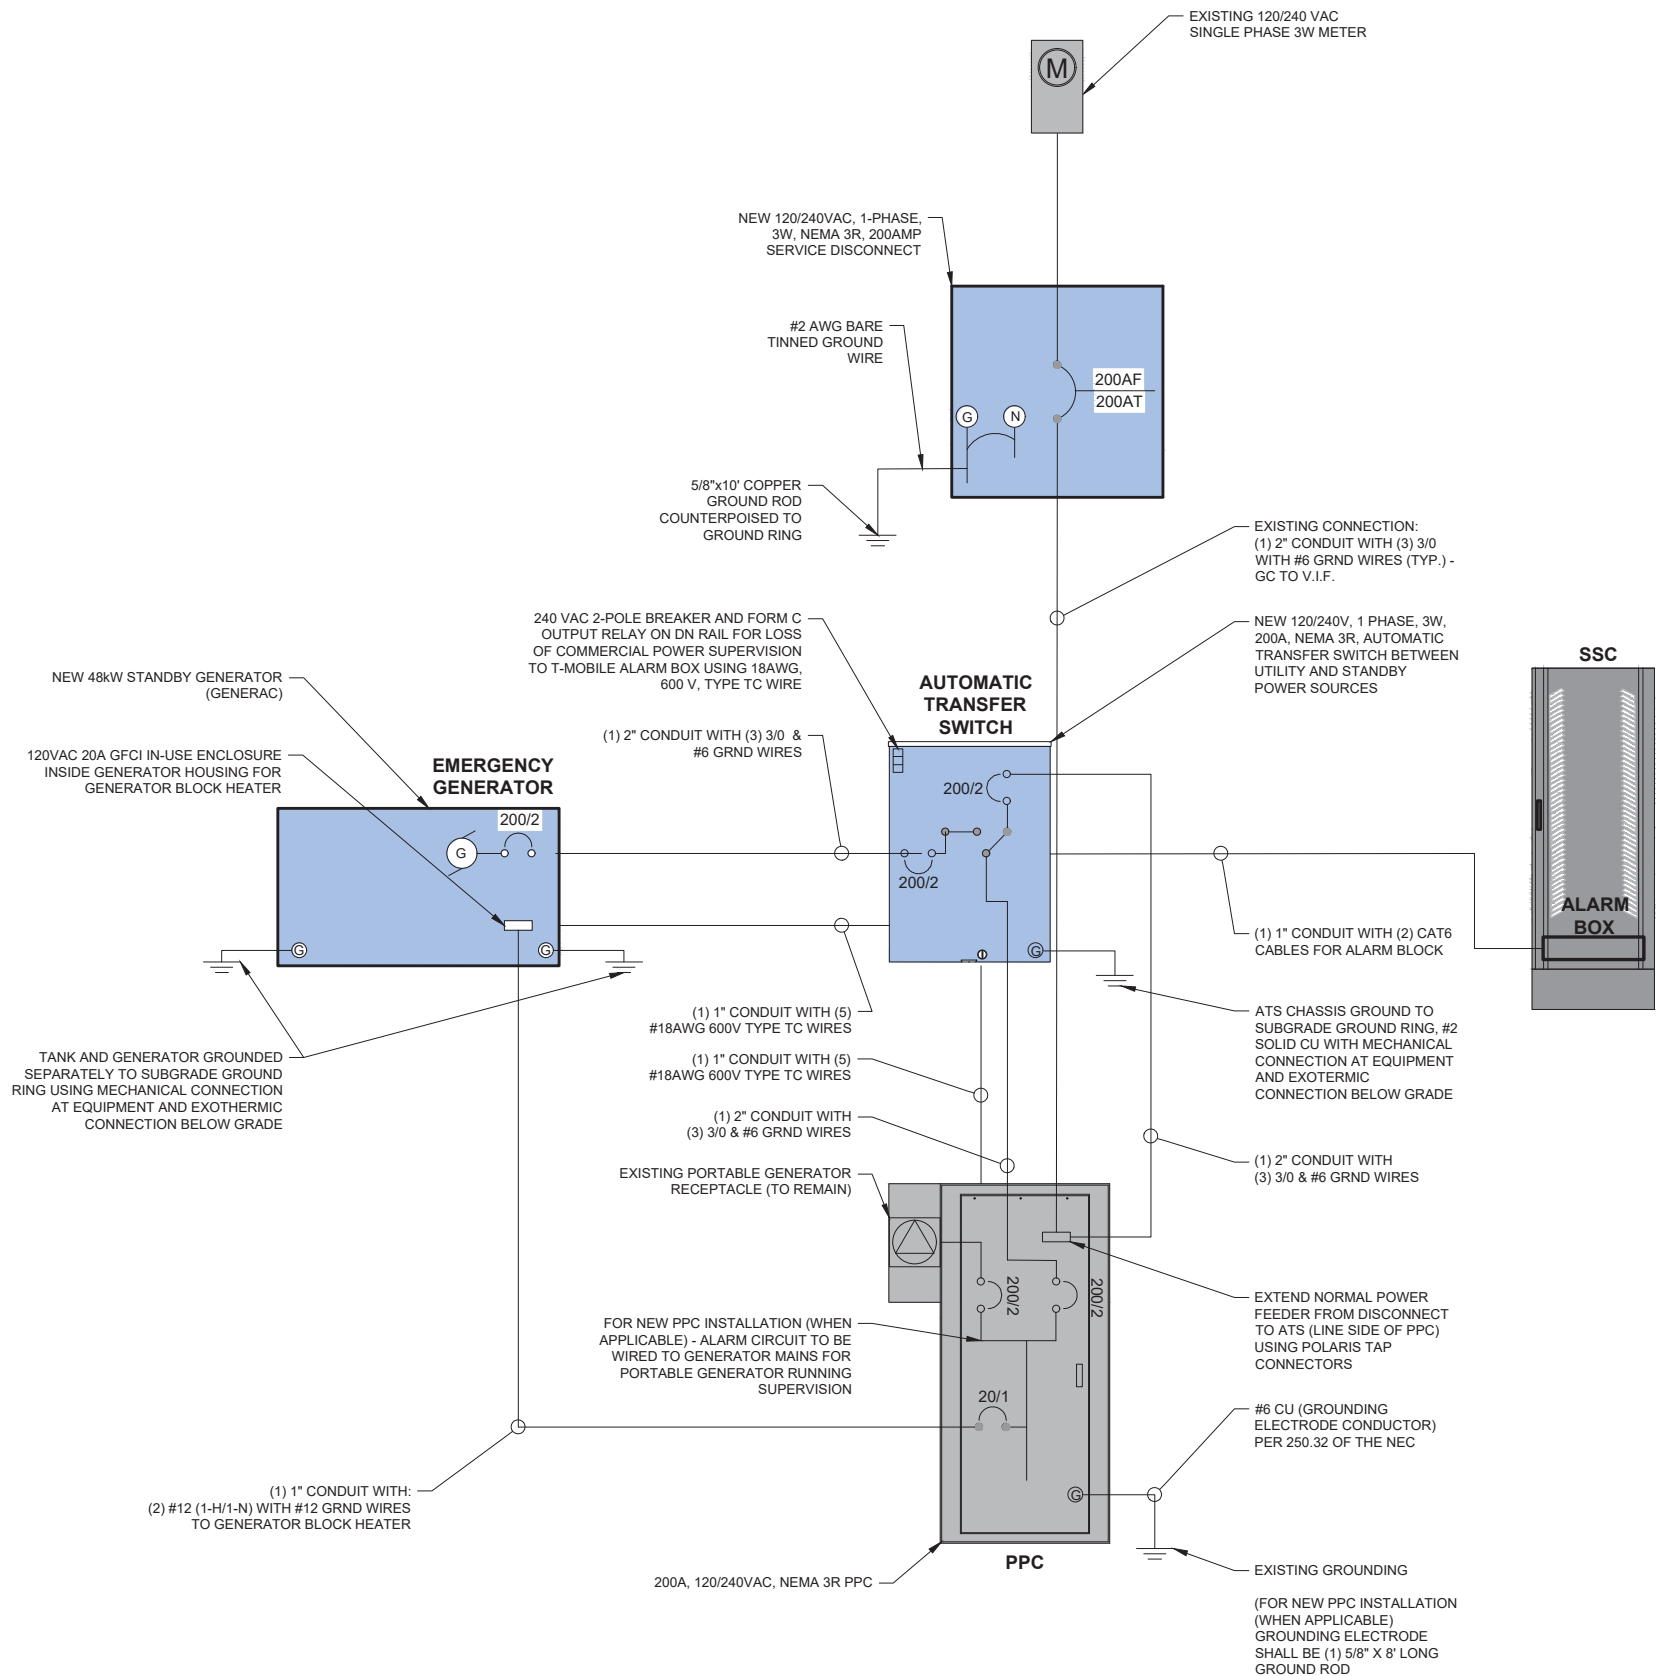 EXISTING 120/240 VAC
SINGLE PHASE 3W METER
M
NEW 120/240VAC, 1-PHASE,
3W, NEMA 3R, 200AMP
SERVICE DISCONNECT
#2 AWG BARE
TINNED GROUND
WIRE
200AF
200AT
G
N
5/8"x10' COPPER
GROUND ROD
COUNTERPOISED TO
GROUND RING
EXISTING CONNECTION:
(1) 2" CONDUIT WITH (3) 3/0
WITH #6 GRND WIRES (TYP.) -
GC TO V.I.F.
240 VAC 2-POLE BREAKER AND FORM C
OUTPUT RELAY ON DN RAIL FOR LOSS
OF COMMERCIAL POWER SUPERVISION
TO T-MOBILE ALARM BOX USING 18AWG,
600 V, TYPE TC WIRE
NEW 120/240V, 1 PHASE, 3W,
200A, NEMA 3R, AUTOMATIC
TRANSFER SWITCH BETWEEN
UTILITY AND STANDBY
POWER SOURCES
SSC
NEW 48kW STANDBY GENERATOR
(GENERAC)
AUTOMATIC
TRANSFER
SWITCH
(1) 2" CONDUIT WITH (3) 3/0 &
#6 GRND WIRES
120VAC 20A GFCI IN-USE ENCLOSURE
INSIDE GENERATOR HOUSING FOR
GENERATOR BLOCK HEATER
EMERGENCY
GENERATOR
200/2
G
200/2
200/2
ALARM
BOX
(1) 1" CONDUIT WITH (2) CAT6
CABLES FOR ALARM BLOCK
G
G
G
(1) 1" CONDUIT WITH (5)
#18AWG 600V TYPE TC WIRES
ATS CHASSIS GROUND TO
SUBGRADE GROUND RING, #2
SOLID CU WITH MECHANICAL
CONNECTION AT EQUIPMENT
AND EXOTERMIC
CONNECTION BELOW GRADE
TANK AND GENERATOR GROUNDED
SEPARATELY TO SUBGRADE GROUND
RING USING MECHANICAL CONNECTION
AT EQUIPMENT AND EXOTHERMIC
CONNECTION BELOW GRADE
(1) 1" CONDUIT WITH (5)
#18AWG 600V TYPE TC WIRES
(1) 2" CONDUIT WITH
(3) 3/0 & #6 GRND WIRES
(1) 2" CONDUIT WITH
(3) 3/0 & #6 GRND WIRES
EXISTING PORTABLE GENERATOR
RECEPTACLE (TO REMAIN)
200/2
200/2
EXTEND NORMAL POWER
FEEDER FROM DISCONNECT
TO ATS (LINE SIDE OF PPC)
USING POLARIS TAP
CONNECTORS
FOR NEW PPC INSTALLATION (WHEN
APPLICABLE) - ALARM CIRCUIT TO BE
WIRED TO GENERATOR MAINS FOR
PORTABLE GENERATOR RUNNING
SUPERVISION
20/1
#6 CU (GROUNDING
ELECTRODE CONDUCTOR)
PER 250.32 OF THE NEC
(1) 1" CONDUIT WITH:
(2) #12 (1-H/1-N) WITH #12 GRND WIRES
TO GENERATOR BLOCK HEATER
G
PPC
200A, 120/240VAC, NEMA 3R PPC
EXISTING GROUNDING
(FOR NEW PPC INSTALLATION
(WHEN APPLICABLE)
GROUNDING ELECTRODE
SHALL BE (1) 5/8" X 8' LONG
GROUND ROD